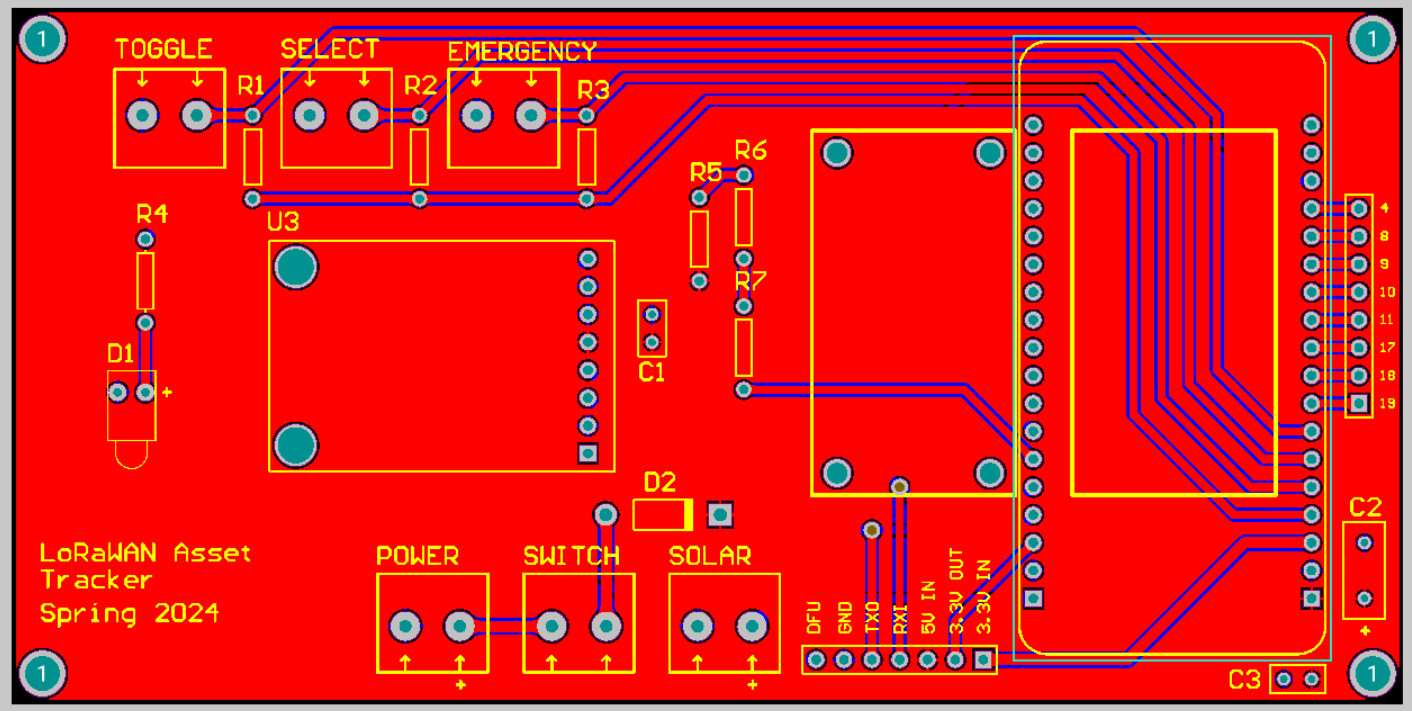 1
1
TOGGLE
SELECT
EMERGENCY
R1
R2
R3
R6
R5
R4
U3
R7
4
8
9
10
11
17
18
19
D1
+
C1
D2
C2
LoRaWAN Asset
Tracker
Spring 2024
POWER
SWITCH
SOLAR
DFU
GND
TXO
RXI
5V IN
3.3V OUT
3.3V IN
+
+
+
C3
1
1